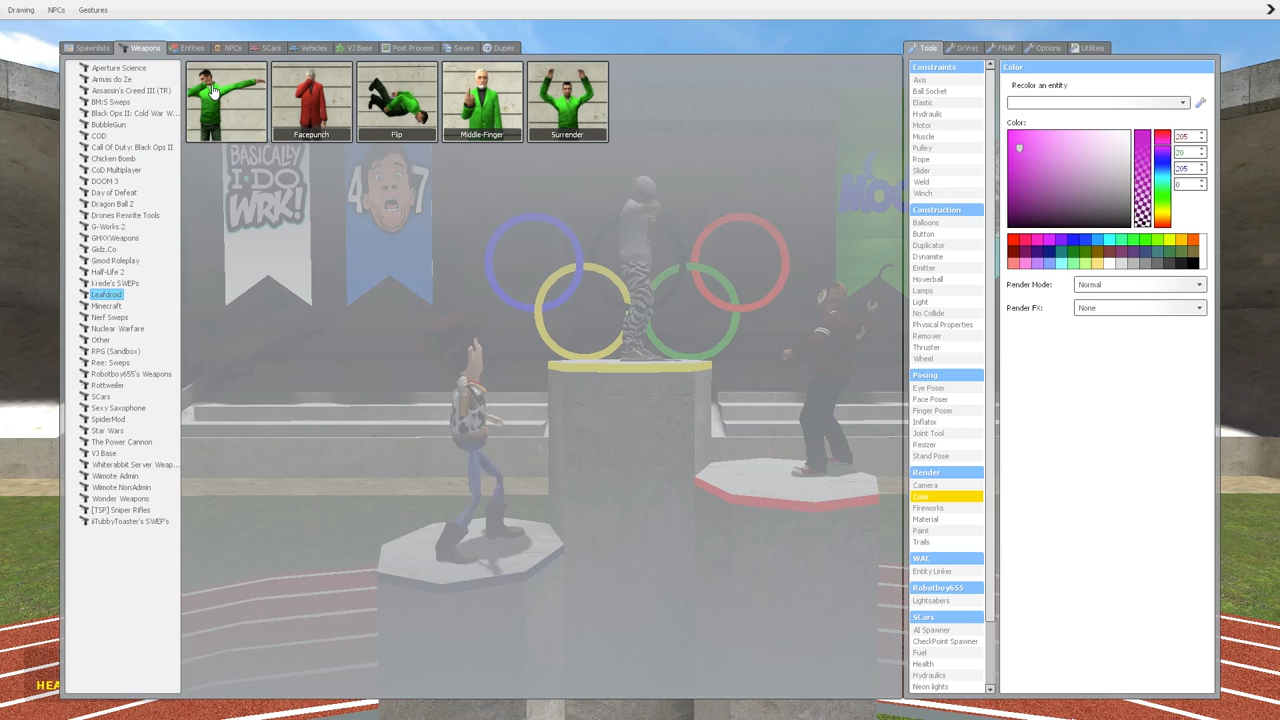 Drawing NPCs Gestures
Spawnlists Weapons Entities NPCs SCars Vehicles VJ Base Post Process Saves Dupes
Tools DrVrej FNAF Options Utilities
Aperture Science
Armas do Ze
Assassin's Creed III (TR)
BM:S Sweps
Black Ops II: Cold War W...
BubbleGun
COD
Call Of Duty: Black Ops II
Chicken Bomb
CoD Multiplayer
DOOM 3
Day of Defeat
Dragon Ball Z
Drones Rewrite Tools
G-Works 2
GHXXWeapons
Gidz.Co
Gmod Roleplay
Half-Life 2
Krede's SWEPs
Leafdroid
Minecraft
Nerf Sweps
Nuclear Warfare
Other
RPG (Sandbox)
Ree: Sweps
Robotboy655's Weapons
Rottweiler
SCars
Sexy Saxophone
SpiderMod
Star Wars
The Power Cannon
VJ Base
Whiterabbit Server Weap...
Wiimote Admin
Wiimote NonAdmin
Wonder Weapons
[TSP] Sniper Rifles
iiTubbyToaster's SWEP's
Facepunch
Flip
Middle-Finger
Surrender
BASICALLY
I DO
WRK!
4 7
MOO
HEA
Constraints
Axis
Ball Socket
Elastic
Hydraulic
Motor
Muscle
Pulley
Rope
Slider
Weld
Winch
Construction
Balloons
Button
Duplicator
Dynamite
Emitter
Hoverball
Lamps
Light
No Collide
Physical Properties
Remover
Thruster
Wheel
Posing
Eye Poser
Face Poser
Finger Poser
Inflator
Joint Tool
Resizer
Stand Pose
Render
Camera
Color
Fireworks
Material
Paint
Trails
WAC
Entity Linker
Robotboy655
Lightsabers
SCars
AI Spawner
CheckPoint Spawner
Fuel
Health
Hydraulics
Neon lights
Color
Recolor an entity
Color:
205
20
205
0
Render Mode: Normal
Render FX: None